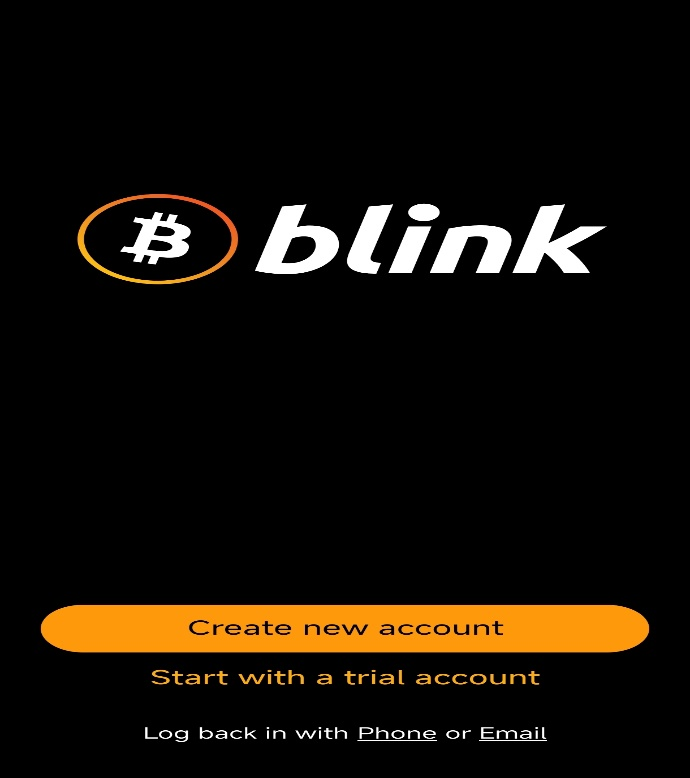 blink
Create new account
Start with a trial account
Log back in with Phone or Email